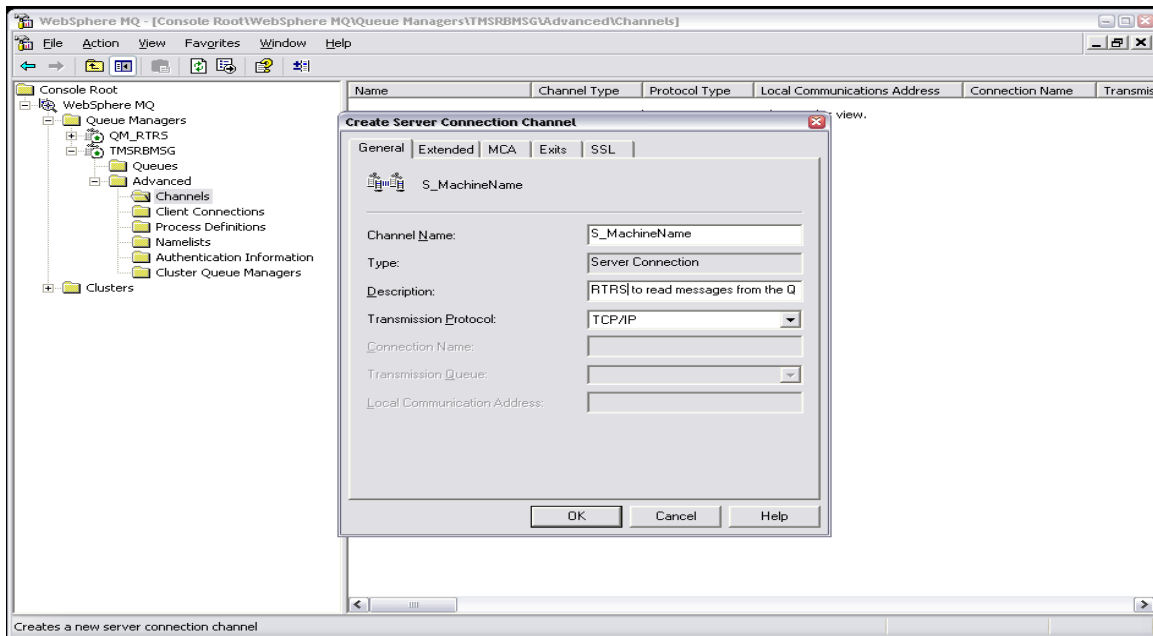 WebSphere MQ - [Console Root\WebSphere MQ\Queue Managers\TMSRBMSG\Advanced\Channels]
File Action View Favorites Window Help
Console Root
WebSphere MQ
Queue Managers
QM_RTRS
TMSRBMSG
Queues
Advanced
Channels
Client Connections
Process Definitions
Namelists
Authentication Information
Cluster Queue Managers
Clusters
Name Channel Type Protocol Type Local Communications Address Connection Name Transmis
view.
Create Server Connection Channel
General Extended MCA Exits SSL
S_MachineName
Channel Name: S_MachineName
Type: Server Connection
Description: RTRS to read messages from the Q
Transmission Protocol: TCP/IP
Connection Name:
Transmission Queue:
Local Communication Address:
OK Cancel Help
Creates a new server connection channel